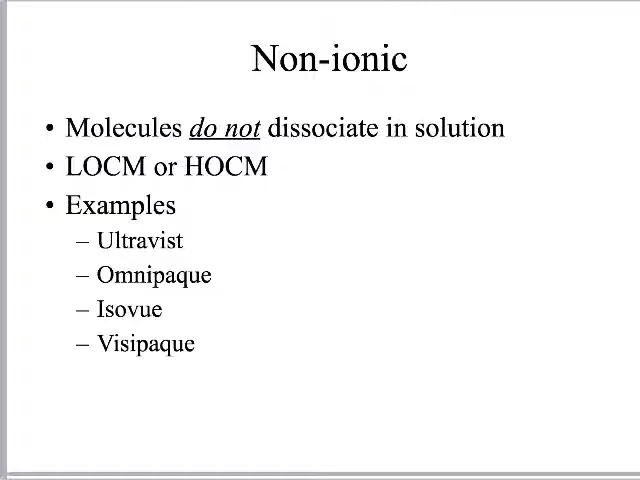 Non-ionic
• Molecules do not dissociate in solution
• LOCM or HOCM
• Examples
– Ultravist
– Omnipaque
– Isovue
– Visipaque